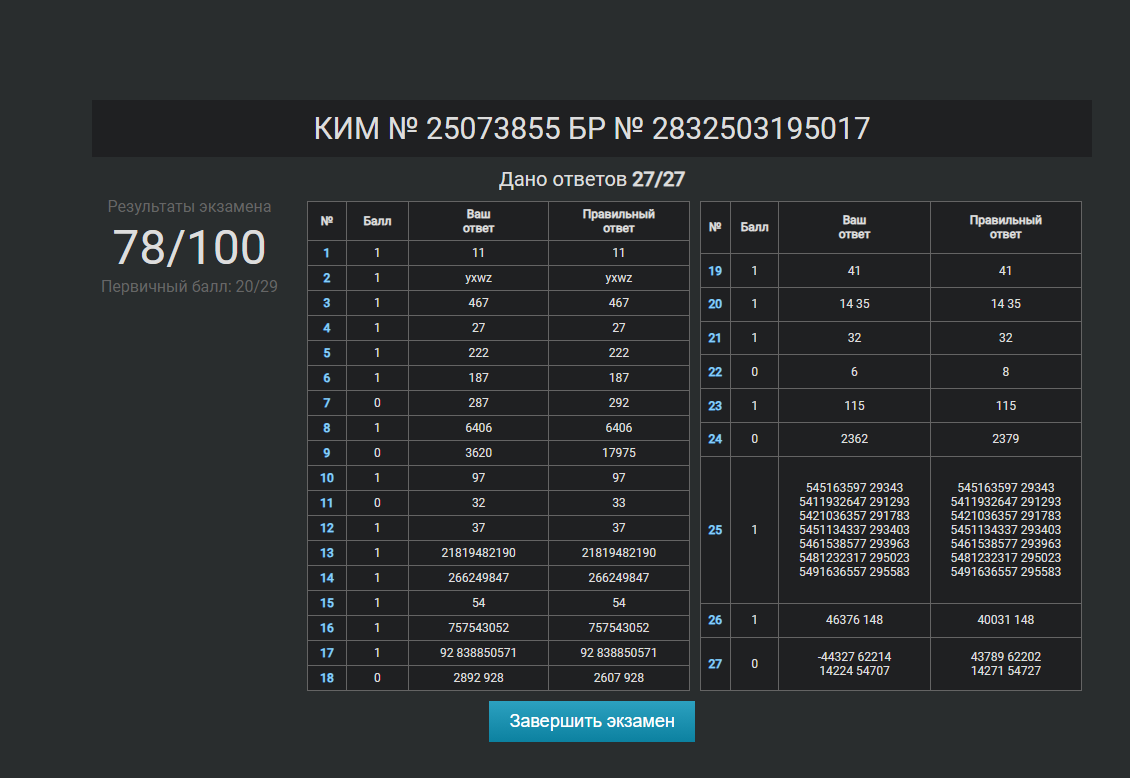 КИМ № 25073855 БР № 2832503195017
Дано ответов 27/27
Результаты экзамена
78/100
Первичный балл: 20/29
№ Балл Ваш ответ Правильный ответ
1 1 11 11
2 1 yxwz yxwz
3 1 467 467
4 1 27 27
5 1 222 222
6 1 187 187
7 0 287 292
8 1 6406 6406
9 0 3620 17975
10 1 97 97
11 0 32 33
12 1 37 37
13 1 21819482190 21819482190
14 1 266249847 266249847
15 1 54 54
16 1 757543052 757543052
17 1 92 838850571 92 838850571
18 0 2892 928 2607 928
№ Балл Ваш ответ Правильный ответ
19 1 41 41
20 1 14 35 14 35
21 1 32 32
22 0 6 8
23 1 115 115
24 0 2362 2379
25 1
545163597 29343 545163597 29343
5411932647 291293 5411932647 291293
5421036357 291783 5421036357 291783
5451134337 293403 5451134337 293403
5461538577 293963 5461538577 293963
5481232317 295023 5481232317 295023
5491636557 295583 5491636557 295583
26 1 46376 148 40031 148
27 0
-44327 62214 43789 62202
14224 54707 14271 54727
Завершить экзамен